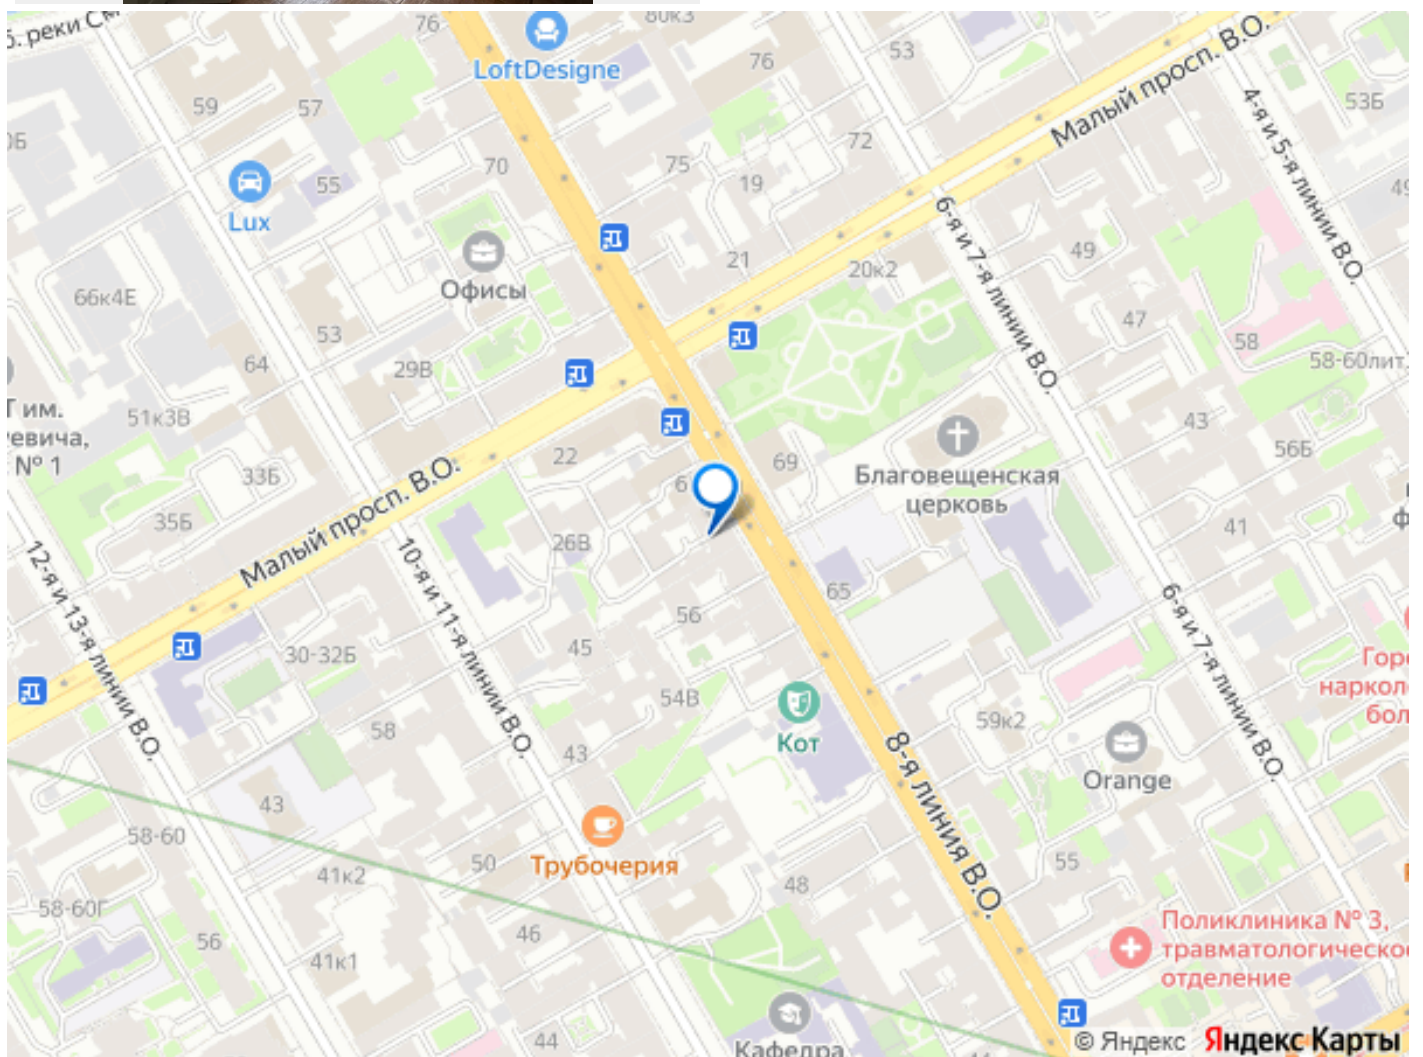 76
80к3
б. реки См
LoftDesigne
76
53
Малый просп. В.О.
59
57
4-я и 5-я линии В.О.
53Б
72
70
75
19
55
Lux
6-я и 7-я линии В.О.
49
21
20к2
Офисы
66к4Е
53
47
58
58-60лит
64
29В
Т им.
евича,
№ 1
51к3В
43
22
69
Благовещенская
церковь
56Б
33Б
6
Малый просп. В.О.
35Б
41
26В
12-я и 13-я линии В.О.
10-я и 11-я линии В.О.
65
6-я и 7-я линии В.О.
56
45
30-32Б
Горо
нарколо
бол
54В
58
59к2
Кот
8-я линия В.О.
43
Orange
43
58-60
Трубочерия
50
41к2
55
48
58-60Г
Поликлиника № 3,
травматологическо
отделение
46
56
41к1
44
Кафедра
© Яндекс Яндекс Карты